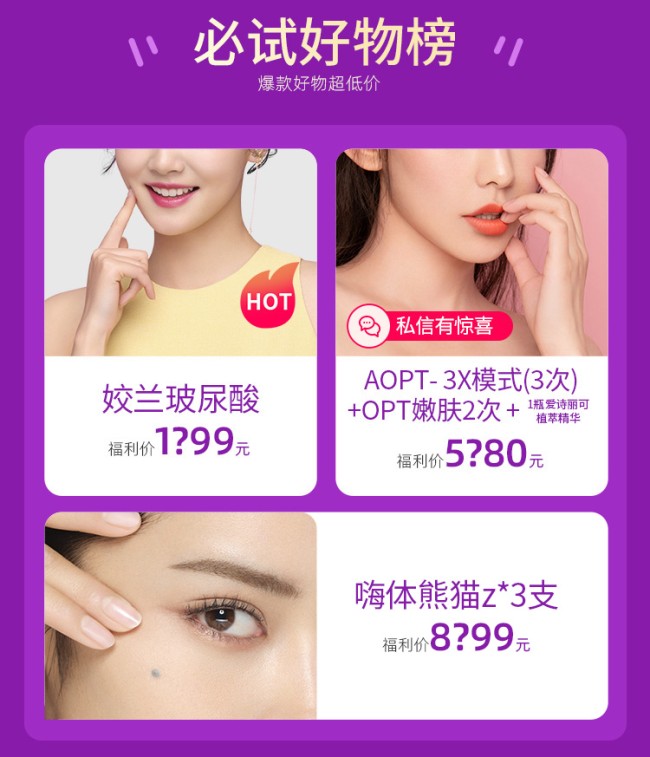 必试好物榜
爆款好物超低价
HOT
姣兰玻尿酸
福利价1?99元
私信有惊喜
AOPT- 3X模式(3次)
+OPT嫩肤2次 + 1瓶爱诗丽可
植萃精华
福利价5?80元
嗨体熊猫z*3支
福利价8?99元